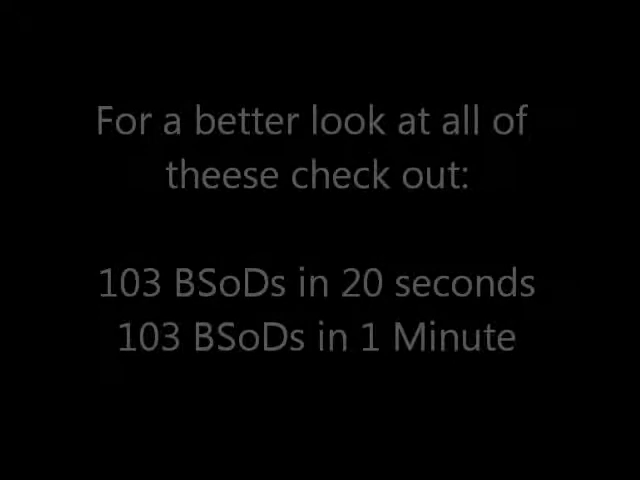 For a better look at all of
theese check out:
103 BSoDs in 20 seconds
103 BSoDs in 1 Minute